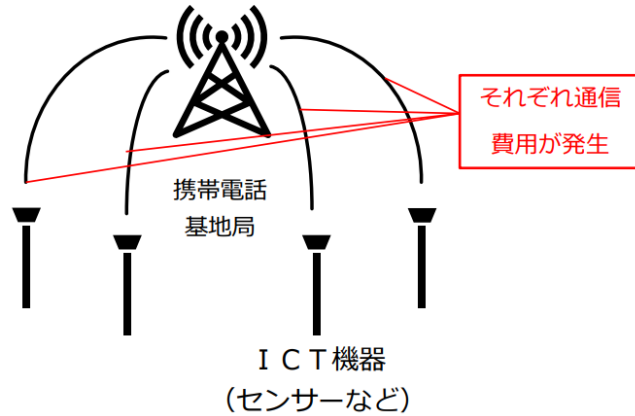 それぞれ通信
費用が発生
携帯電話
基地局
ＩＣＴ機器
（センサーなど）